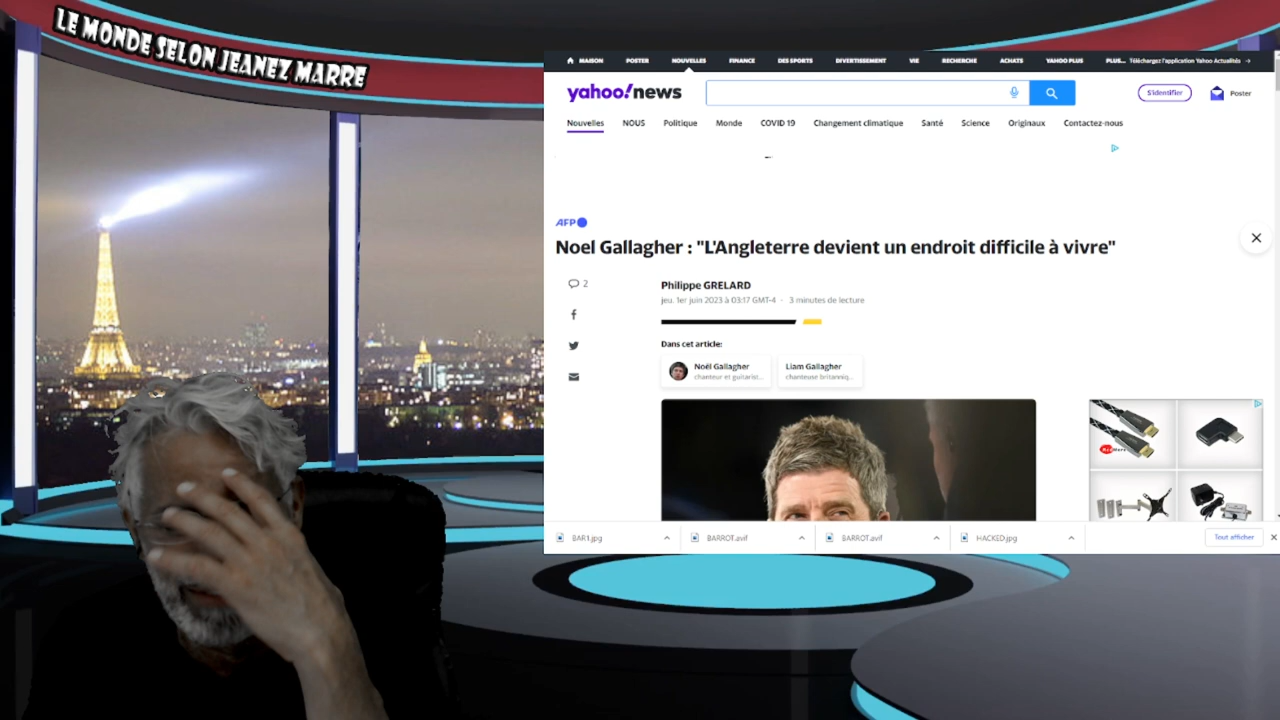 LE MONDE SELON JEANEZ MARRE
MAISON POSTER NOUVELLES FINANCE DES SPORTS DIVERTISSEMENT VIE RECHERCHE ACHATS YAHOO PLUS PLUS... Téléchargez l'application Yahoo Actualités →
yahoo!news
S'identifier
Poster
Nouvelles NOUS Politique Monde COVID 19 Changement climatique Santé Science Originaux Contactez-nous
AFP
Noel Gallagher : "L'Angleterre devient un endroit difficile à vivre"
2
Philippe GRELARD
jeu. 1er juin 2023 à 03:17 GMT-4 · 3 minutes de lecture
Dans cet article:
Noël Gallagher
chanteur et guitarist...
Liam Gallagher
chanteuse britanniq...
BAR1.jpg
BARROT.avif
BARROT.avif
HACKED.jpg
Tout afficher